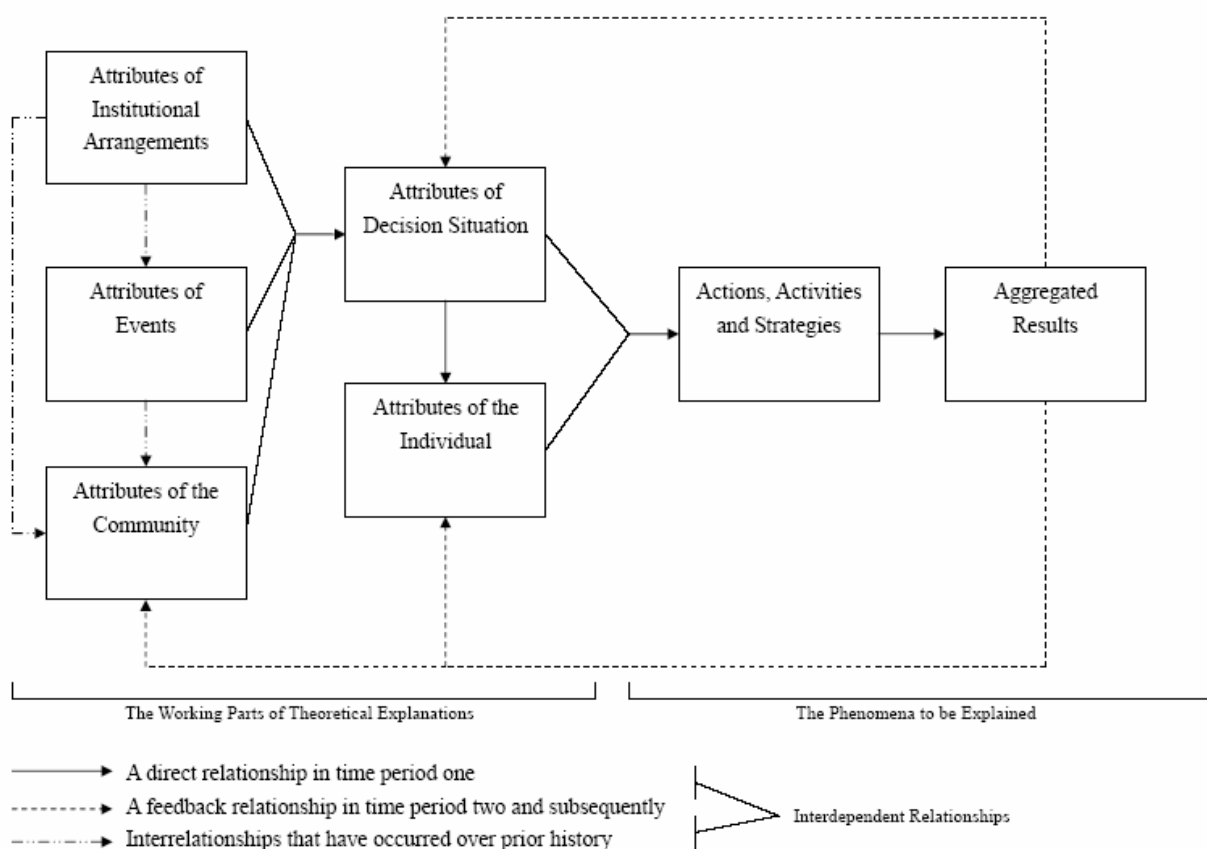 Attributes of
Institutional
Arrangements
Attributes of
Events
Attributes of the
Community
Attributes of
Decision Situation
Attributes of the
Individual
Actions, Activities
and Strategies
Aggregated
Results
The Working Parts of Theoretical Explanations
The Phenomena to be Explained
A direct relationship in time period one
A feedback relationship in time period two and subsequently
Interrelationships that have occurred over prior history
Interdependent Relationships